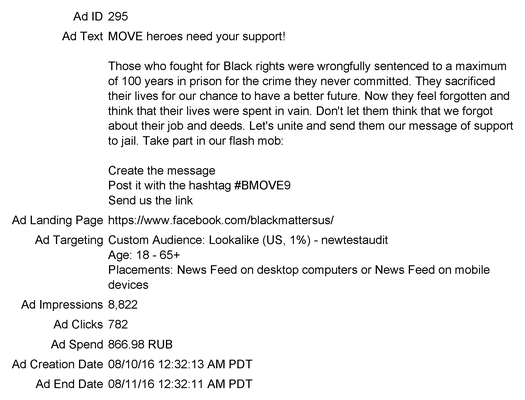 Ad ID 295
Ad Text MOVE heroes need your support!
Those who fought for Black rights were wrongfully sentenced to a maximum
of 100 years in prison for the crime they never committed. They sacrificed
their lives for our chance to have a better future. Now they feel forgotten and
think that their lives were spent in vain. Don't let them think that we forgot
about their job and deeds. Let's unite and send them our message of support
to jail. Take part in our flash mob:
Create the message
Post it with the hashtag #BMOVE9
Send us the link
Ad Landing Page https://www.facebook.com/blackmattersus/
Ad Targeting Custom Audience: Lookalike (US, 1%) - newtestaudit
Age: 18 - 65+
Placements: News Feed on desktop computers or News Feed on mobile
devices
Ad Impressions 8,822
Ad Clicks 782
Ad Spend 866.98 RUB
Ad Creation Date 08/10/16 12:32:13 AM PDT
Ad End Date 08/11/16 12:32:11 AM PDT